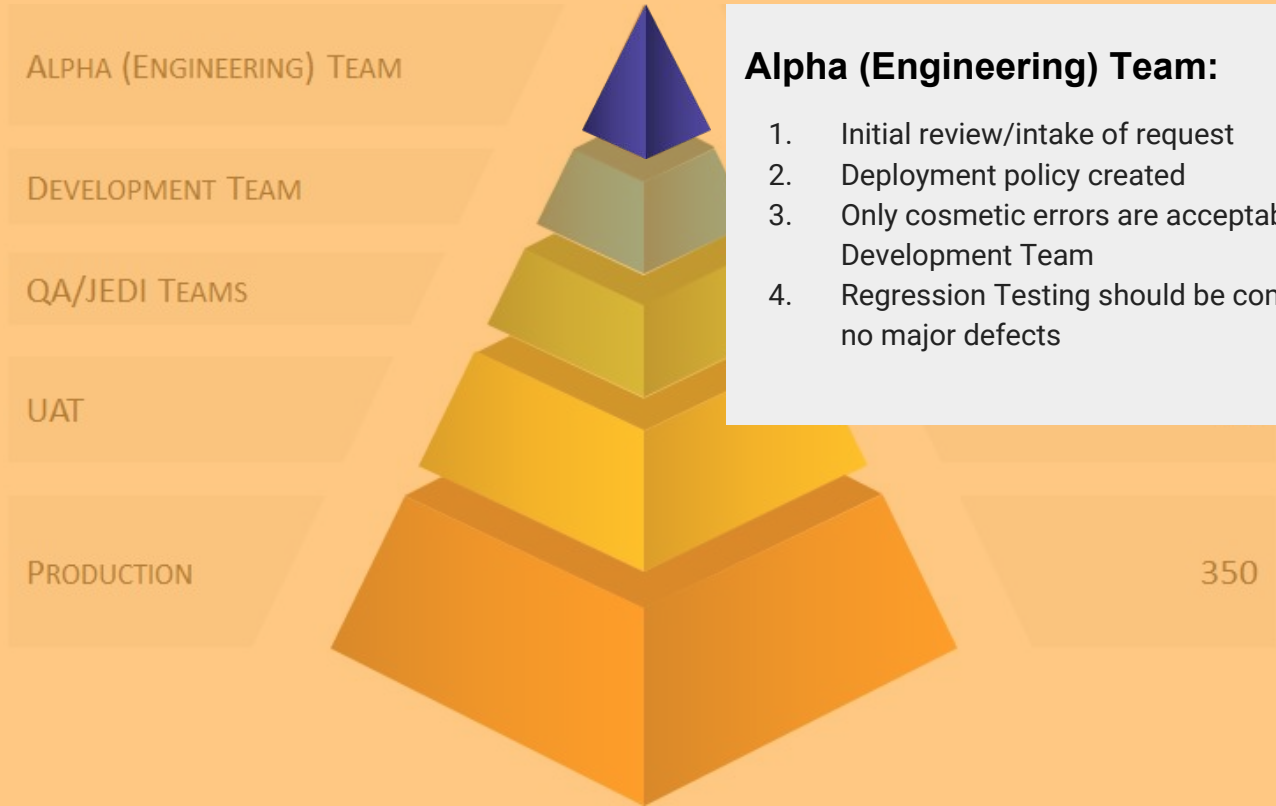 ALPHA (ENGINEERING) TEAM
DEVELOPMENT TEAM
QA/JEDI TEAMS
UAT
PRODUCTION
Alpha (Engineering) Team:
1. Initial review/intake of request
2. Deployment policy created
3. Only cosmetic errors are
Development Team
4. Regression Testing should be
no major defects
350